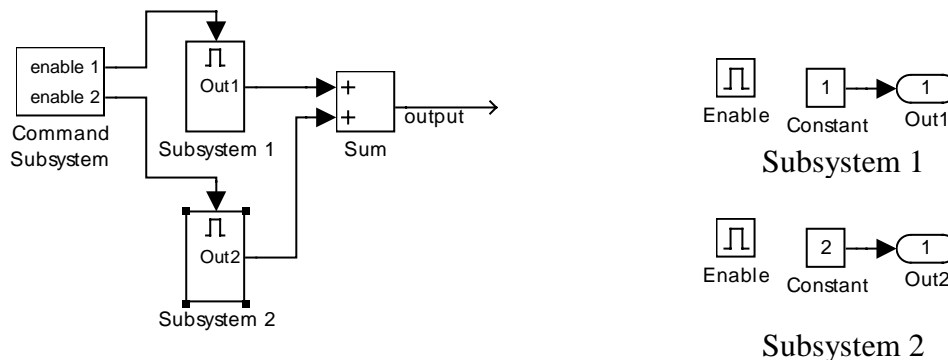 enable 1
enable 2
Command
Subsystem
Out1
Subsystem 1
Out2
Subsystem 2
+
+
Sum
output
Enable
1
Constant
1
Out1
Subsystem 1
Enable
2
Constant
1
Out2
Subsystem 2